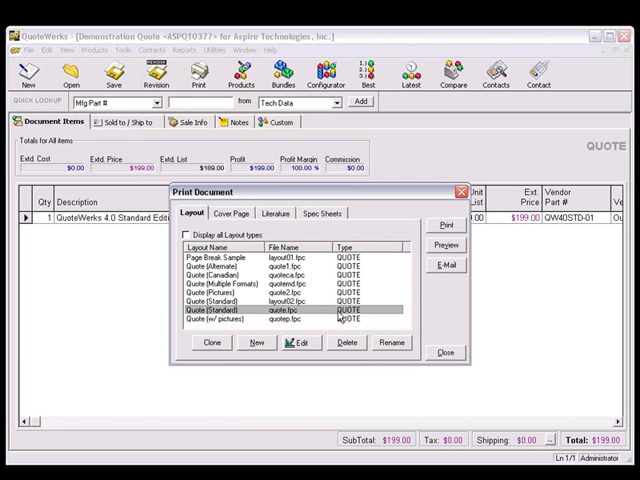 QuoteWerks - [Demonstration Quote <ASPQ10377> for Aspire Technologies, Inc.]
File Edit View Products Tools Contacts Reports Utilities Window Help
New Open Save Revision Print Products Bundles Configurator Best Latest Compare Contacts Contact
QUICK LOOKUP Mfg Part # from Tech Data Add
Document Items Sold to / Ship to Sale Info Notes Custom
Totals for All items
QUOTE
Extd. Cost Extd. Price Extd. List Profit Profit Margin Commission
$0.00 $199.00 $189.00 $199.00 100.00 % $0.00
Qty Description Unit List Ext. Price Vendor Part #
1 QuoteWerks 4.0 Standard Editi $199.00 QW40STD-01
Print Document
Layout Cover Page Literature Spec Sheets
Display all Layout types
Layout Name File Name Type
Page Break Sample layout01.fpc QUOTE
Quote (Alternate) quote1.fpc QUOTE
Quote (Canadian) quoteca.fpc QUOTE
Quote (Multiple Formats) quotemd.fpc QUOTE
Quote (Pictures) quote2.fpc QUOTE
Quote (Standard) layout02.fpc QUOTE
Quote (Standard) quote.fpc QUOTE
Quote (w/ pictures) quotep.fpc QUOTE
Clone New Edit Delete Rename
Print
Preview
E-Mail
Close
SubTotal: $199.00 Tax: $0.00 Shipping: $0.00 .. Total: $199.00
Ln 1/1 Administrator